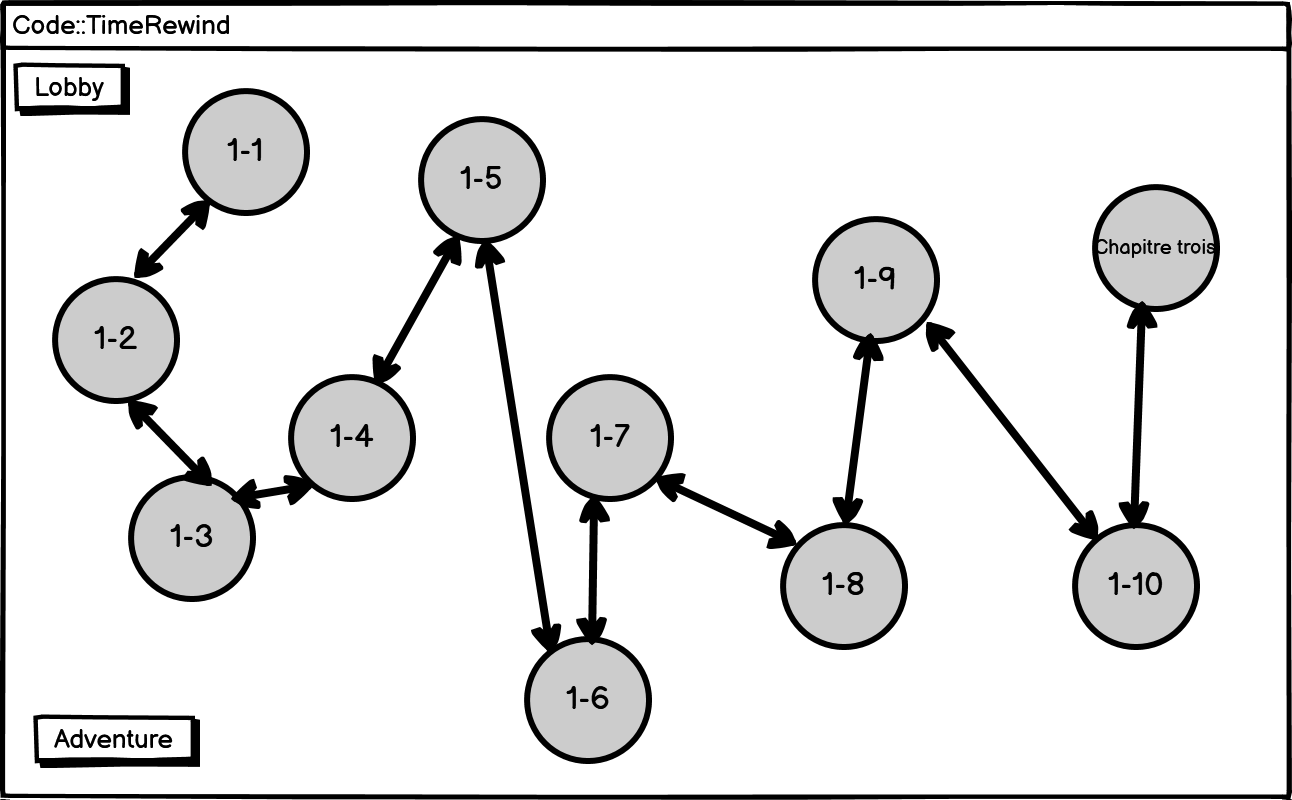 Code::TimeRewind
Lobby
1-1
1-5
1-9
Chapitre trois
1-2
1-4
1-7
1-3
1-8
1-10
1-6
Adventure